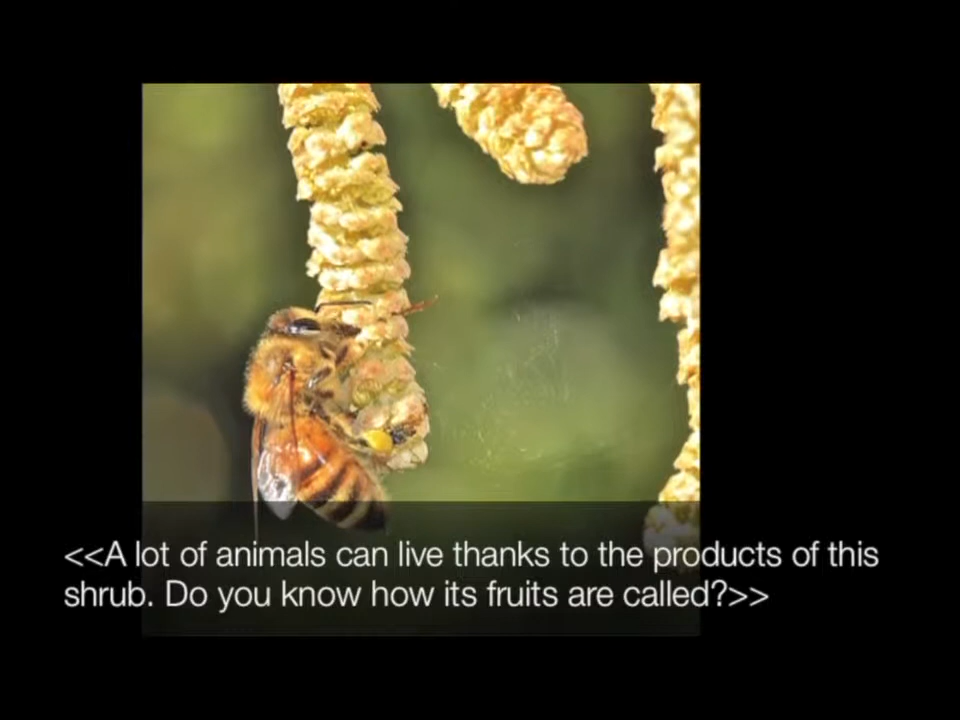 <<A lot of animals can live thanks to the products of this
shrub. Do you know how its fruits are called?>>